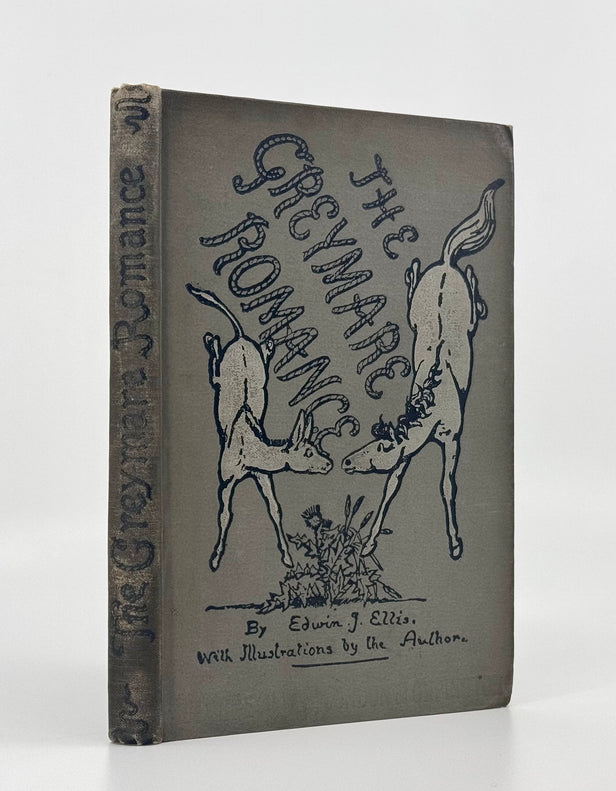 The Greymare Romance
THE
GREYMARE
ROMANCE
By Edwin J. Ellis.
With Illustrations by the Author.